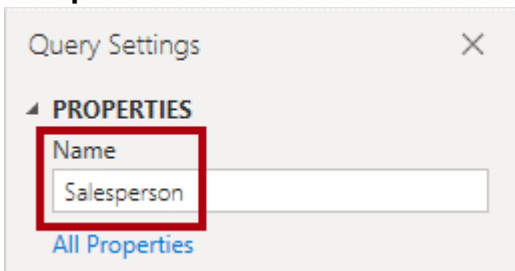 Query Settings
PROPERTIES
Name
Salesperson
All Properties